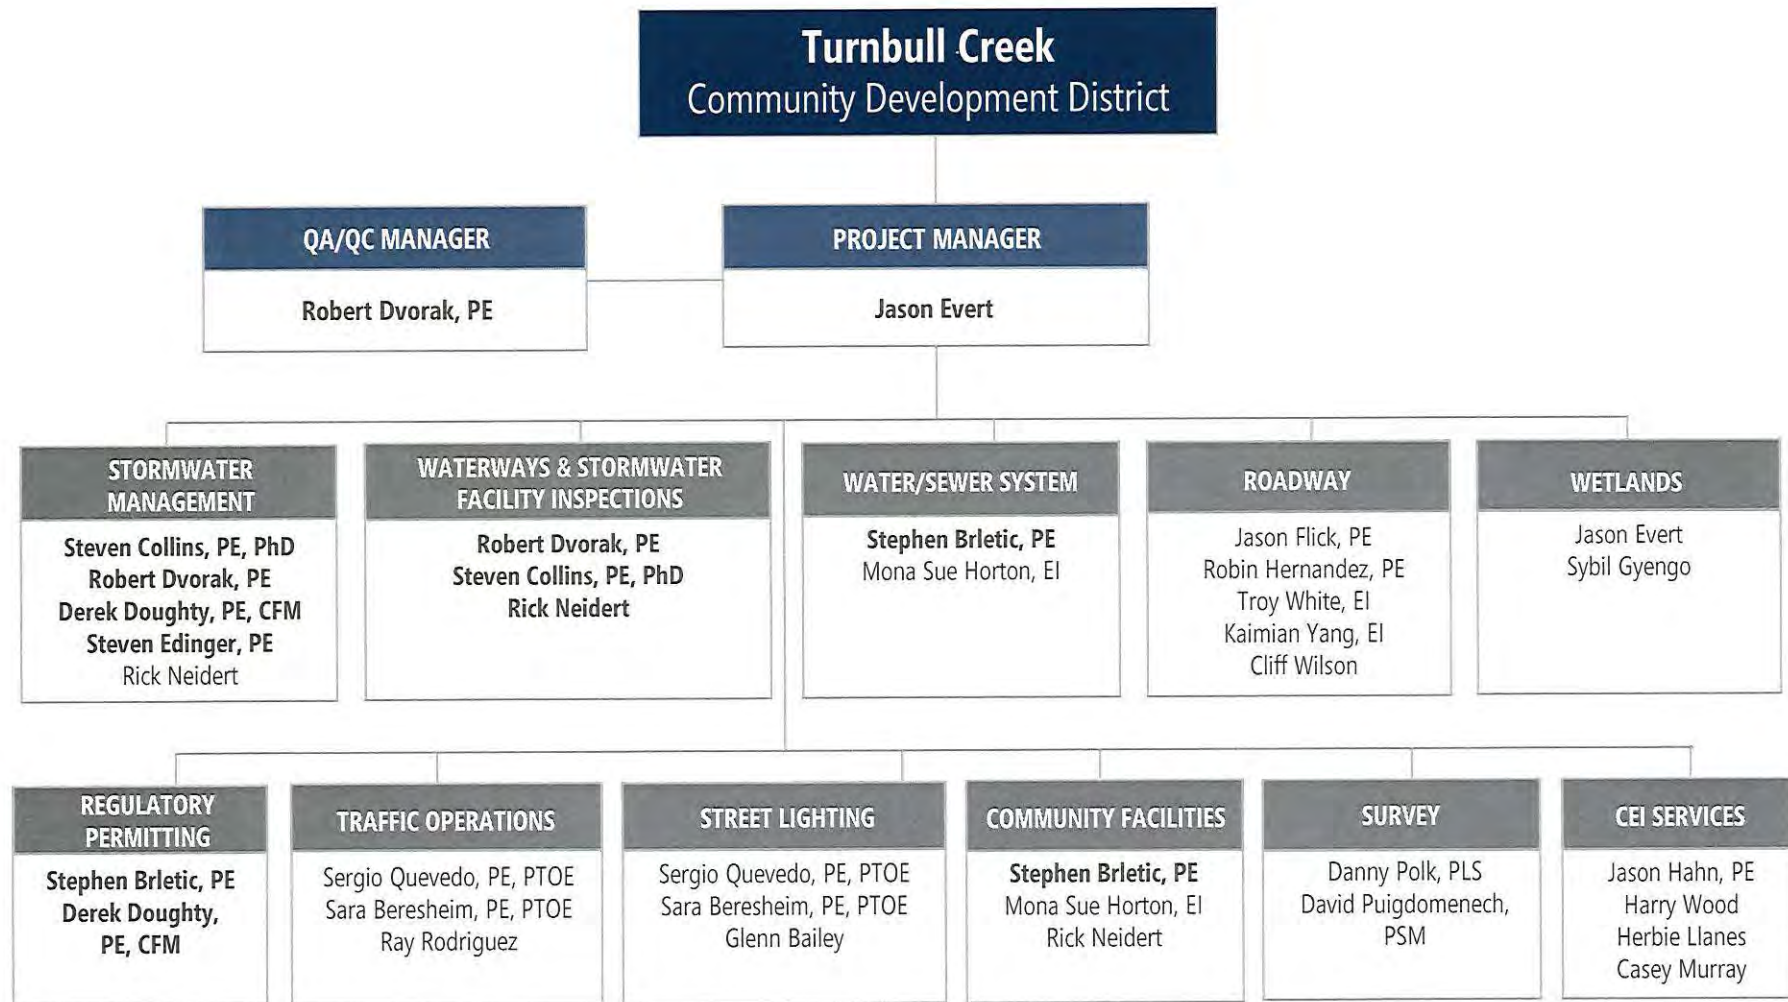 Turnbull Creek
Community Development District
QA/QC MANAGER
Robert Dvorak, PE
PROJECT MANAGER
Jason Evert
STORMWATER
MANAGEMENT
Steven Collins, PE, PhD
Robert Dvorak, PE
Derek Doughty, PE, CFM
Steven Edinger, PE
Rick Neidert
WATERWAYS & STORMWATER
FACILITY INSPECTIONS
Robert Dvorak, PE
Steven Collins, PE, PhD
Rick Neidert
WATER/SEWER SYSTEM
Stephen Brletic, PE
Mona Sue Horton, EI
ROADWAY
Jason Flick, PE
Robin Hernandez, PE
Troy White, EI
Kaimian Yang, EI
Cliff Wilson
WETLANDS
Jason Evert
Sybil Gyengo
REGULATORY
PERMITTING
Stephen Brletic, PE
Derek Doughty,
PE, CFM
TRAFFIC OPERATIONS
Sergio Quevedo, PE, PTOE
Sara Beresheim, PE, PTOE
Ray Rodriguez
STREET LIGHTING
Sergio Quevedo, PE, PTOE
Sara Beresheim, PE, PTOE
Glenn Bailey
COMMUNITY FACILITIES
Stephen Brletic, PE
Mona Sue Horton, EI
Rick Neidert
SURVEY
Danny Polk, PLS
David Puigdomenech,
PSM
CEI SERVICES
Jason Hahn, PE
Harry Wood
Herbie Llanes
Casey Murray